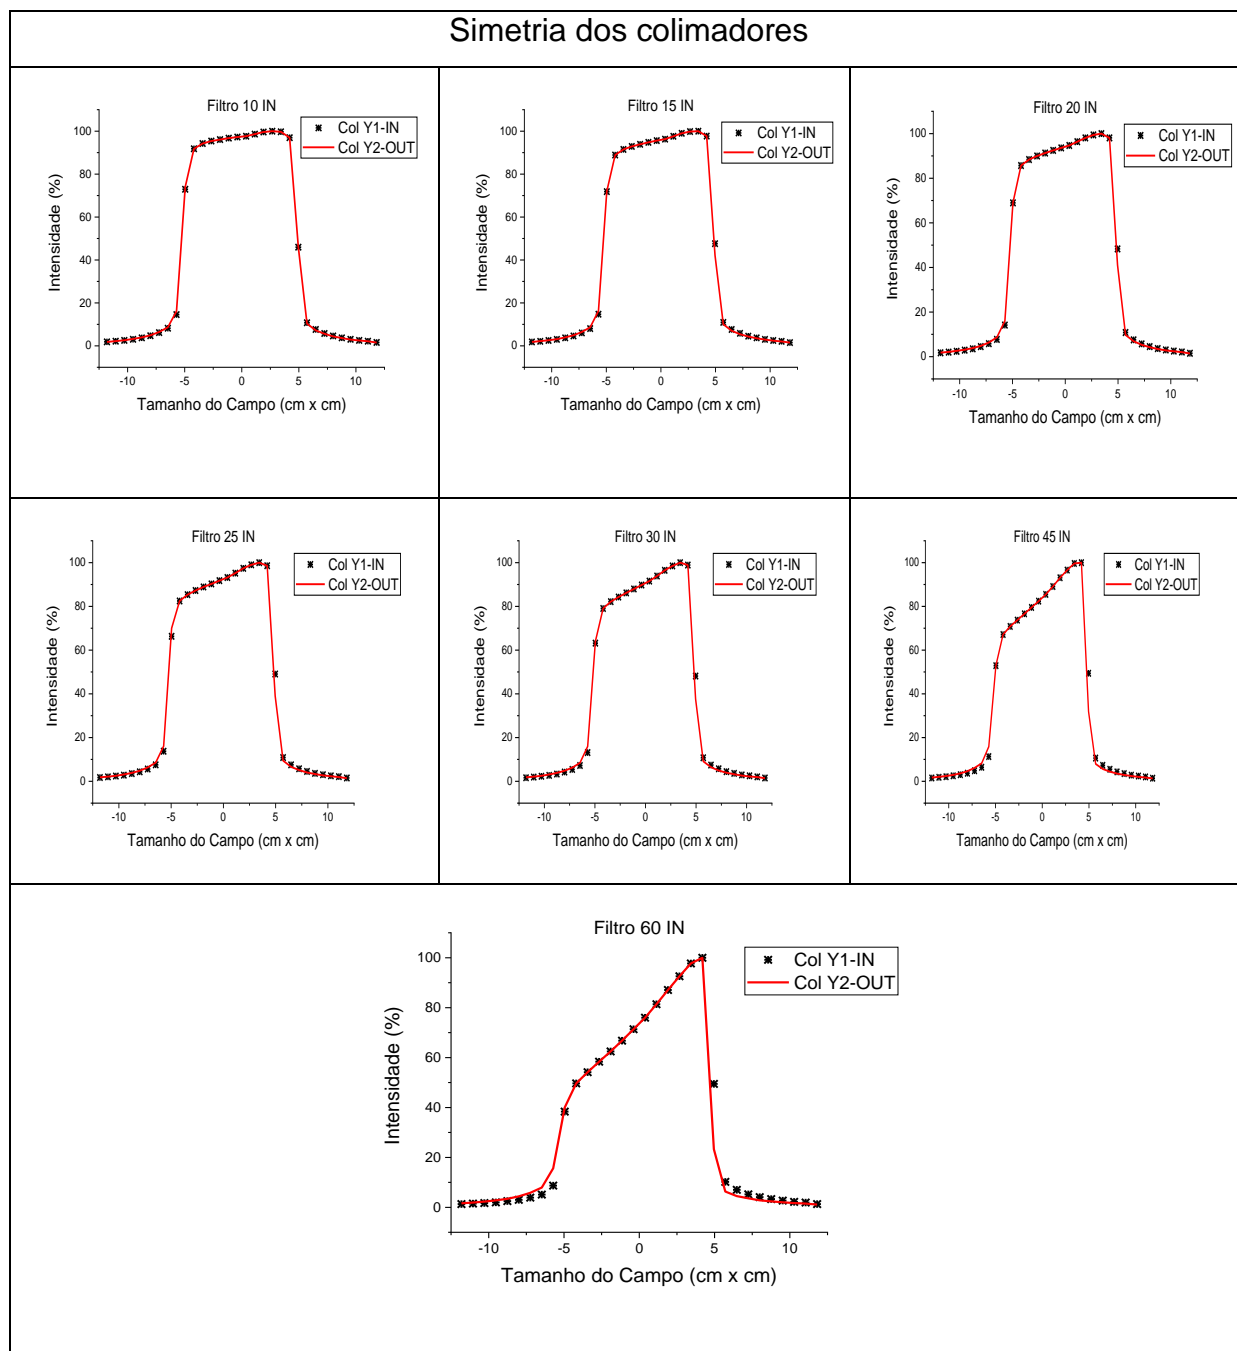 Simetria dos colimadores
Filtro 10 IN
Col Y1-IN
Col Y2-OUT
Intensidade (%)
100
80
60
40
20
0
-10 -5 0 5 10
Tamanho do Campo (cm x cm)
Filtro 15 IN
Col Y1-IN
Col Y2-OUT
Intensidade (%)
100
80
60
40
20
0
-10 -5 0 5 10
Tamanho do Campo (cm x cm)
Filtro 20 IN
Col Y1-IN
Col Y2-OUT
Intensidade (%)
100
80
60
40
20
0
-10 -5 0 5 10
Tamanho do Campo (cm x cm)
Filtro 25 IN
Col Y1-IN
Col Y2-OUT
Intensidade (%)
100
80
60
40
20
0
-10 -5 0 5 10
Tamanho do Campo (cm x cm)
Filtro 30 IN
Col Y1-IN
Col Y2-OUT
Intensidade (%)
100
80
60
40
20
0
-10 -5 0 5 10
Tamanho do Campo (cm x cm)
Filtro 45 IN
Col Y1-IN
Col Y2-OUT
Intensidade (%)
100
80
60
40
20
0
-10 -5 0 5 10
Tamanho do Campo (cm x cm)
Filtro 60 IN
Col Y1-IN
Col Y2-OUT
Intensidade (%)
100
80
60
40
20
0
-10 -5 0 5 10
Tamanho do Campo (cm x cm)